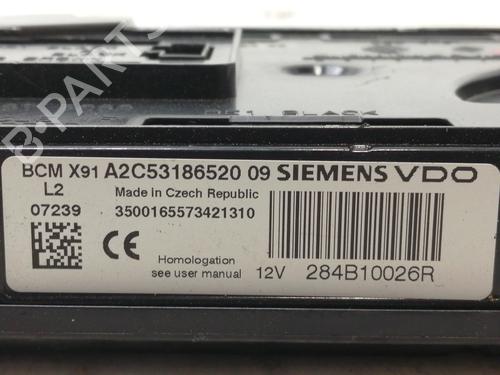 B-PARTS
BLACK
BCM X91 A2C53186520 09 SIEMENS VDO
L2 Made in Czech Republic
07239 3500165573421310
CE Homologation
see user manual 12V 284B10026R